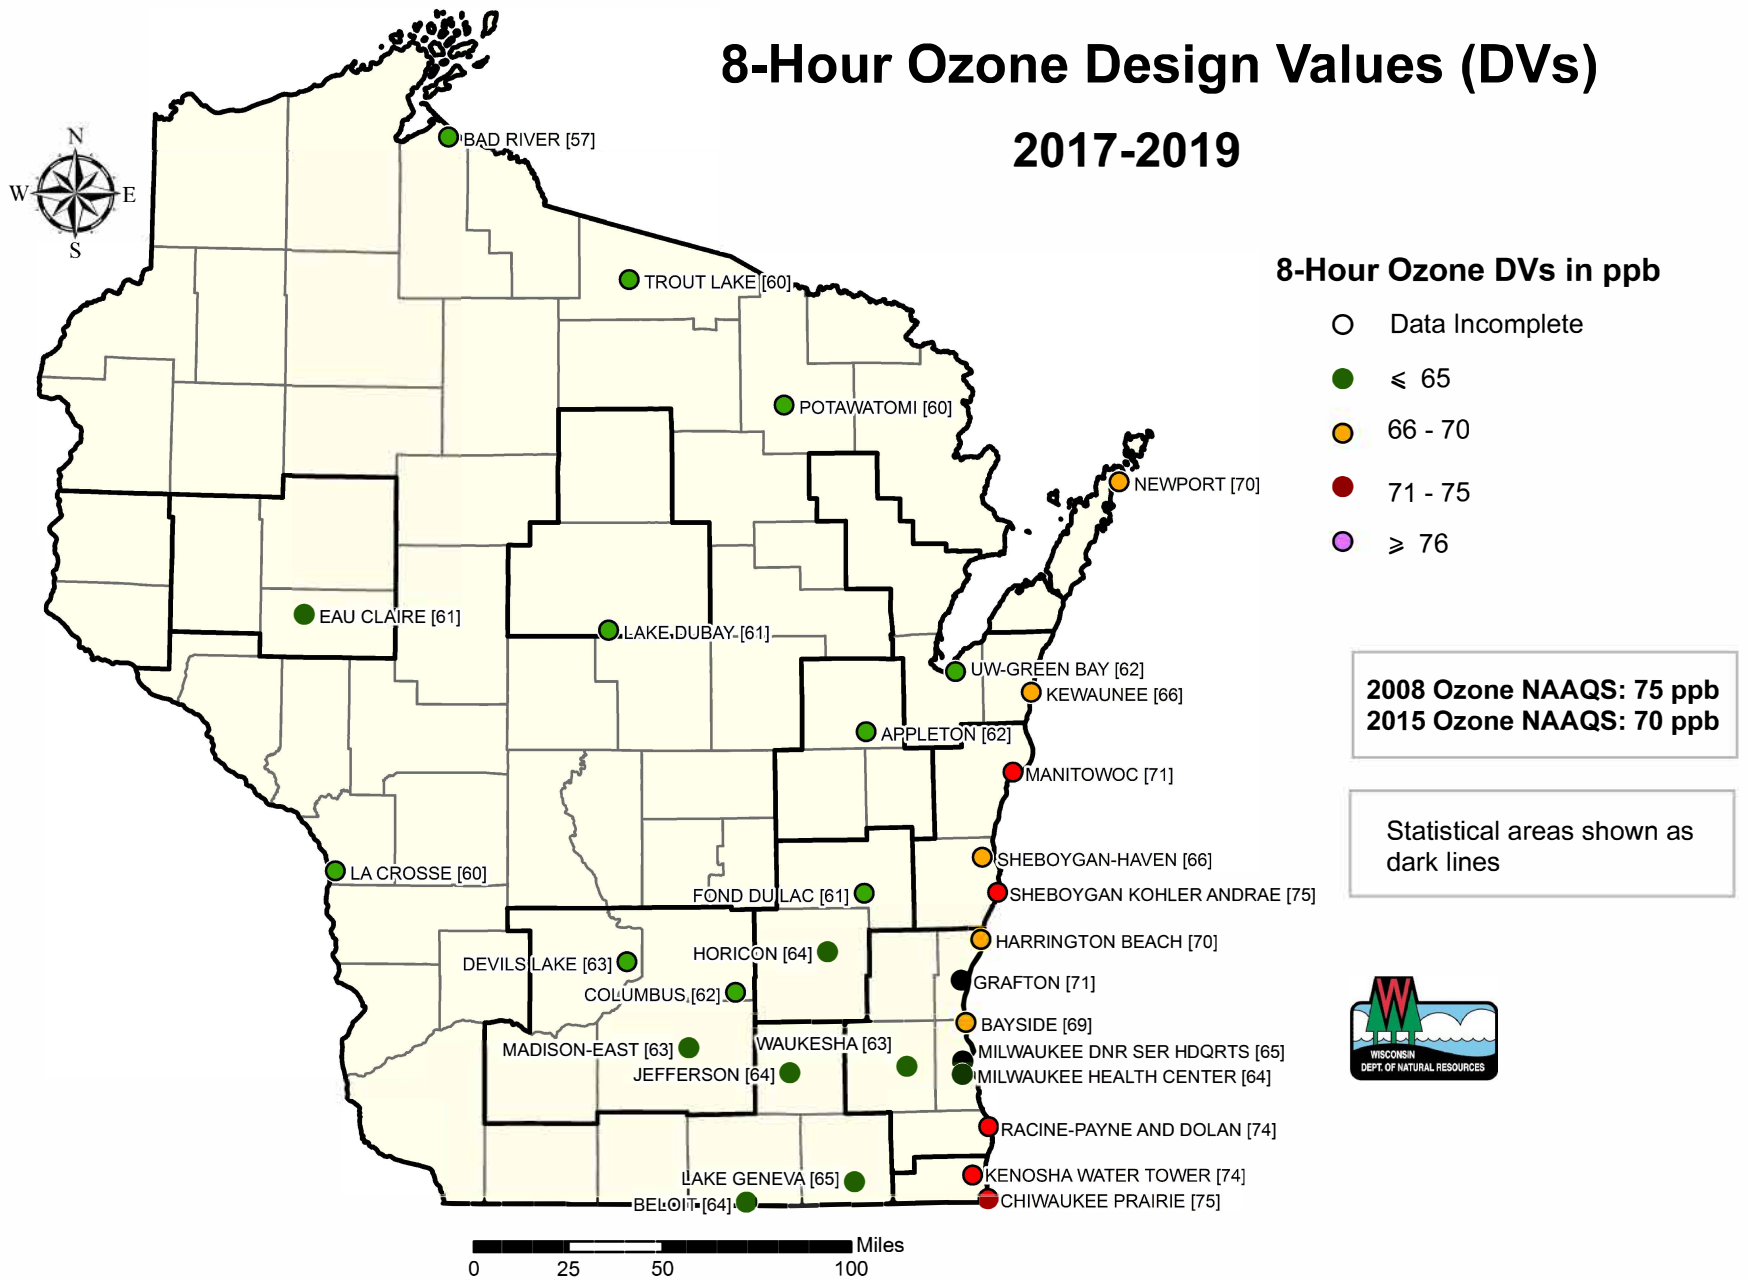 8-Hour Ozone Design Values (DVs)
2017-2019
N
W E
S
BAD RIVER [57]
TROUT LAKE [60]
POTAWATOMI [60]
NEWPORT [70]
EAU CLAIRE [61]
LAKE DUBAY [61]
UW-GREEN BAY [62]
KEWAUNEE [66]
APPLETON [62]
MANITOWOC [71]
SHEBOYGAN-HAVEN [66]
LA CROSSE [60]
FOND DU LAC [61]
SHEBOYGAN KOHLER ANDRAE [75]
HARRINGTON BEACH [70]
HORICON [64]
DEVILS LAKE [63]
GRAFTON [71]
COLUMBUS [62]
BAYSIDE [69]
WAUKESHA [63]
MADISON-EAST [63]
MILWAUKEE DNR SER HDQRTS [65]
JEFFERSON [64]
MILWAUKEE HEALTH CENTER [64]
RACINE-PAYNE AND DOLAN [74]
KENOSHA WATER TOWER [74]
LAKE GENEVA [65]
CHIWAUKEE PRAIRIE [75]
BELOIT [64]
Miles
0 25 50 100
8-Hour Ozone DVs in ppb
Data Incomplete
⩽ 65
66 - 70
71 - 75
⩾ 76
2008 Ozone NAAQS: 75 ppb
2015 Ozone NAAQS: 70 ppb
Statistical areas shown as
dark lines
W
WISCONSIN
DEPT. OF NATURAL RESOURCES